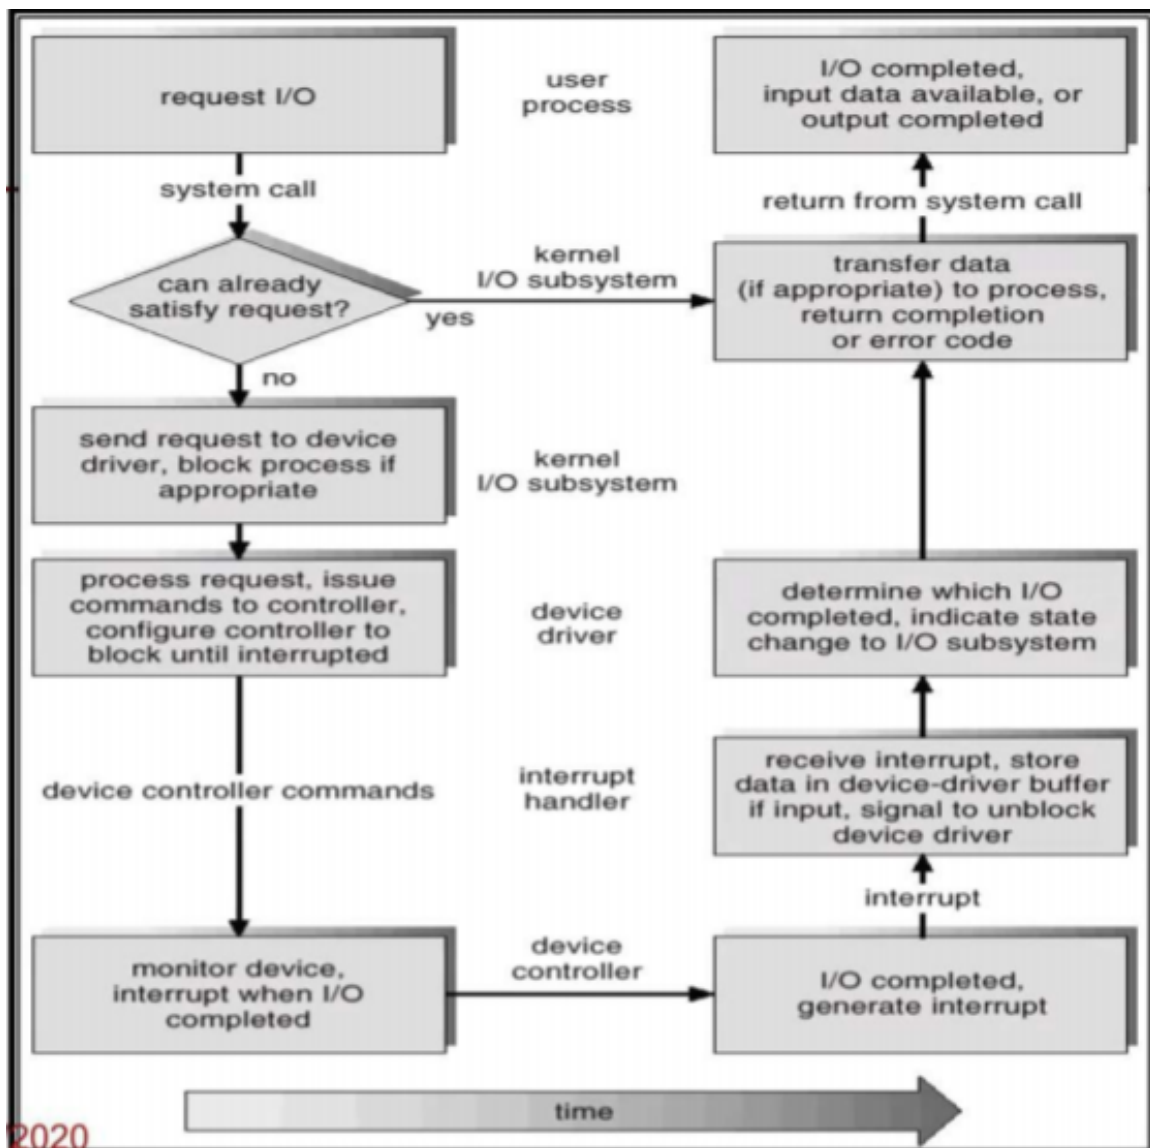 request I/O
user
process
I/O completed,
input data available, or
output completed
system call
return from system call
can already
satisfy request?
yes
no
kernel
I/O subsystem
transfer data
(if appropriate) to process,
return completion
or error code
send request to device
driver, block process if
appropriate
kernel
I/O subsystem
process request, issue
commands to controller,
configure controller to
block until interrupted
device
driver
determine which I/O
completed, indicate state
change to I/O subsystem
device controller commands
interrupt
handler
receive interrupt, store
data in device-driver buffer
if input, signal to unblock
device driver
interrupt
monitor device,
interrupt when I/O
completed
device
controller
I/O completed,
generate interrupt
time
2020